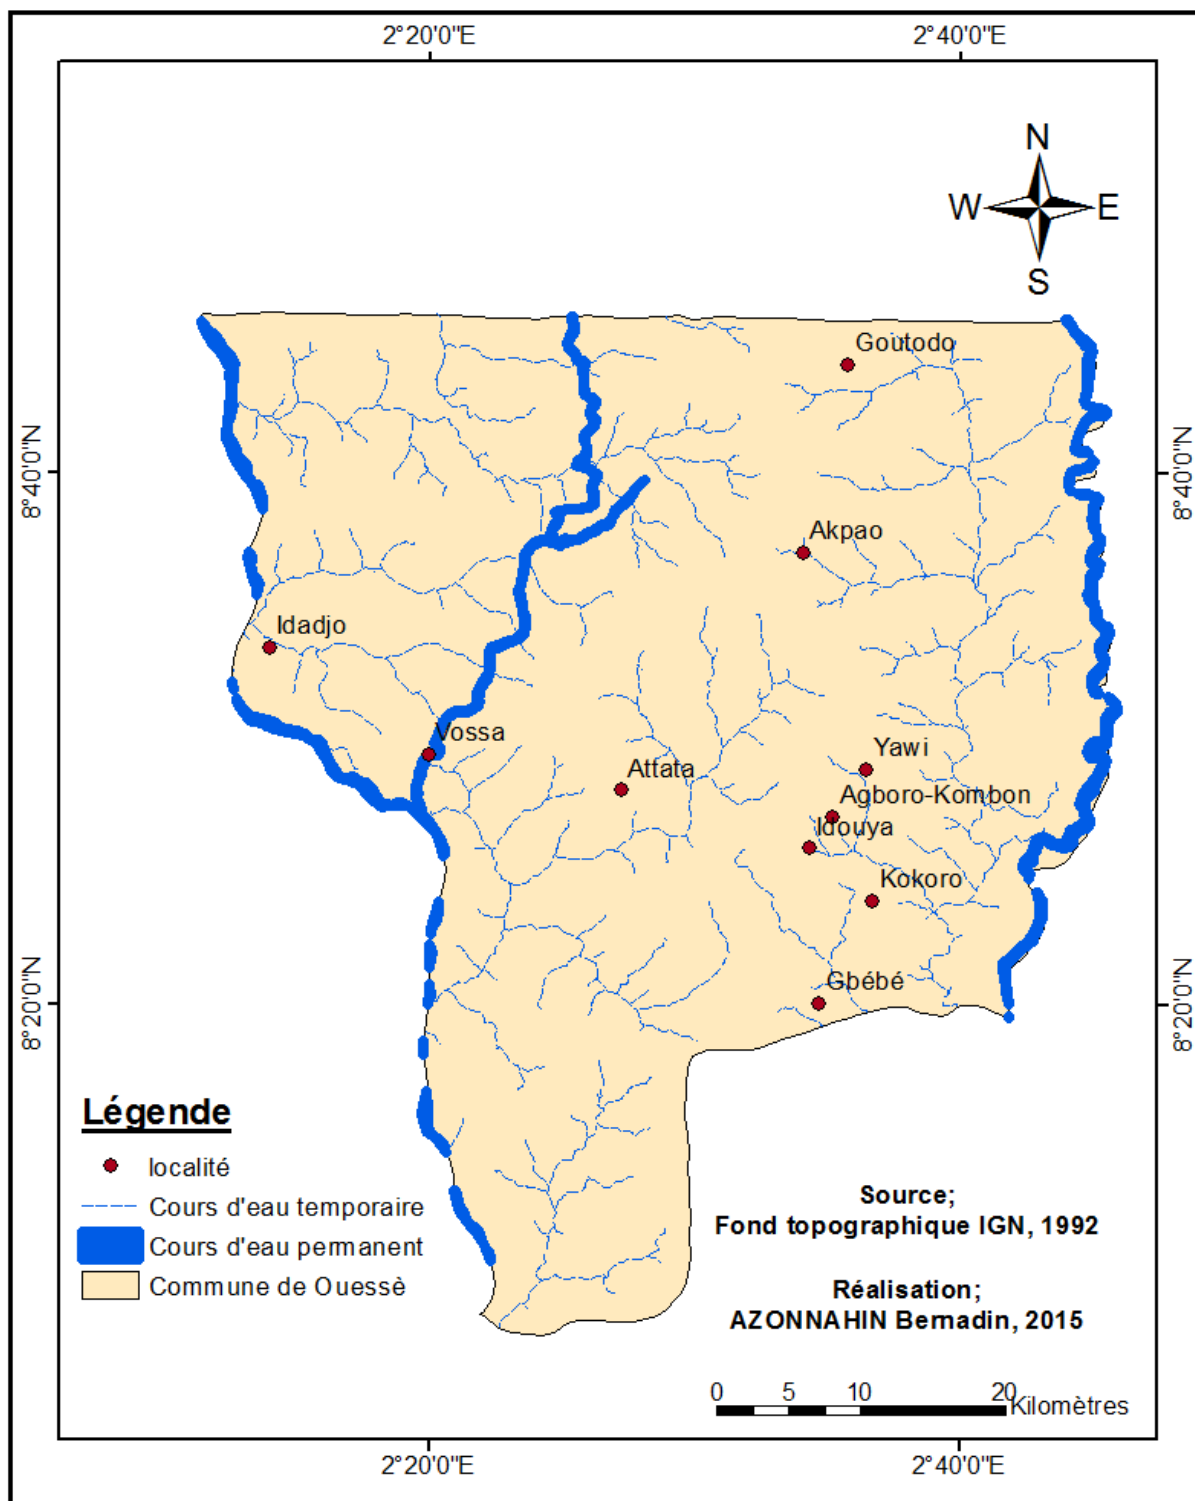 2°20'0"E
2°40'0"E
N
W
E
S
Goutodo
8°40'0"N
8°40'0"N
Akpao
Idadjo
Vossa
Attata
Yawi
Agboro-Kombon
Idouya
Kokoro
Gbébé
8°20'0"N
8°20'0"N
Légende
localité
Cours d'eau temporaire
Cours d'eau permanent
Commune de Ouessè
Source;
Fond topographique IGN, 1992
Réalisation;
AZONNAHIN Bernadin, 2015
0 5 10 20
Kilomètres
2°20'0"E
2°40'0"E